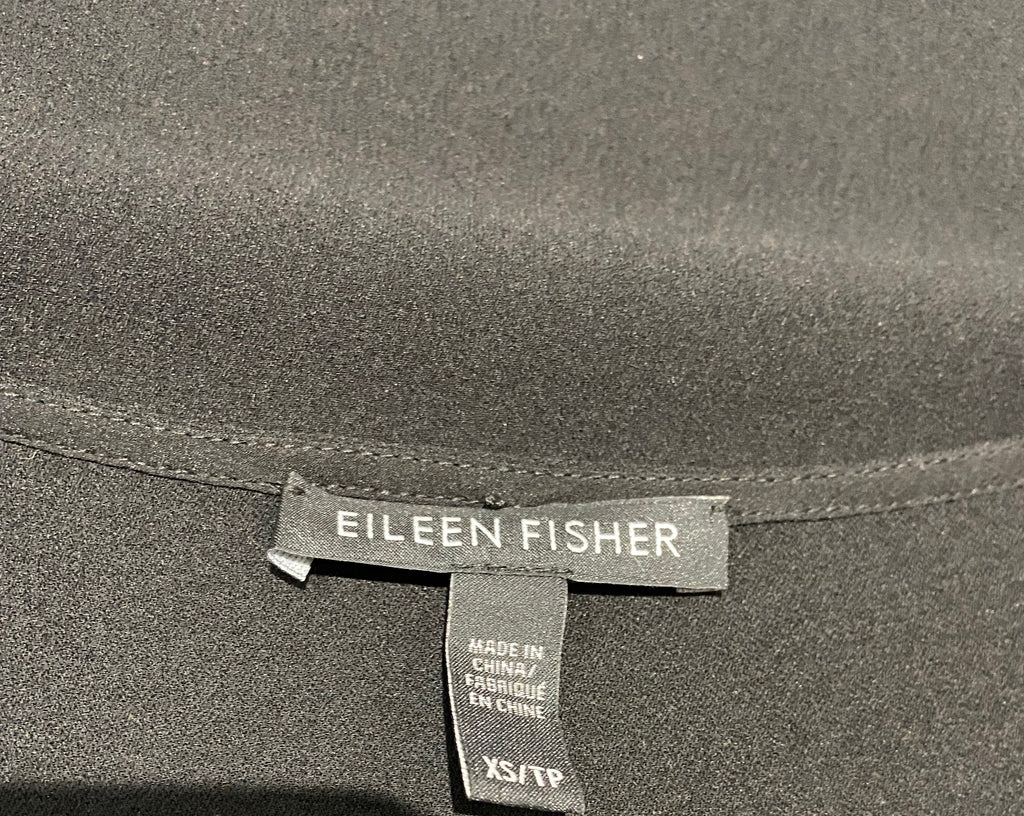 EILEEN FISHER
MADE IN
CHINA/
FABRIQUÉ
EN CHINE
XS/TP